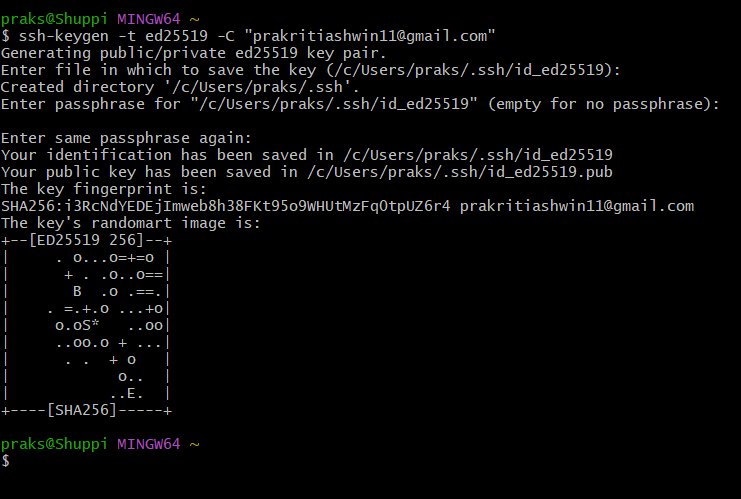 praks@Shuppi MINGW64 ~
$ ssh-keygen -t ed25519 -C "prakritiashwin11@gmail.com"
Generating public/private ed25519 key pair.
Enter file in which to save the key (/c/Users/praks/.ssh/id_ed25519):
Created directory '/c/Users/praks/.ssh'.
Enter passphrase for "/c/Users/praks/.ssh/id_ed25519" (empty for no passphrase):
Enter same passphrase again:
Your identification has been saved in /c/Users/praks/.ssh/id_ed25519
Your public key has been saved in /c/Users/praks/.ssh/id_ed25519.pub
The key fingerprint is:
SHA256:i3RcNdYEDEjImweb8h38FKt95o9WHUtMzFqOtpUZ6r4 prakritiashwin11@gmail.com
The key's randomart image is:
+--[ED25519 256]--+
|     . o...o=+=o |
|      + . .o..o==|
|       B  .o .==.|
|    . =.+.o ...+o|
|     o.oS*   ..oo|
|     ..oo.o + ...|
|      . .  + o   |
|            o..  |
|           ..E.  |
+----[SHA256]-----+
praks@Shuppi MINGW64 ~
$